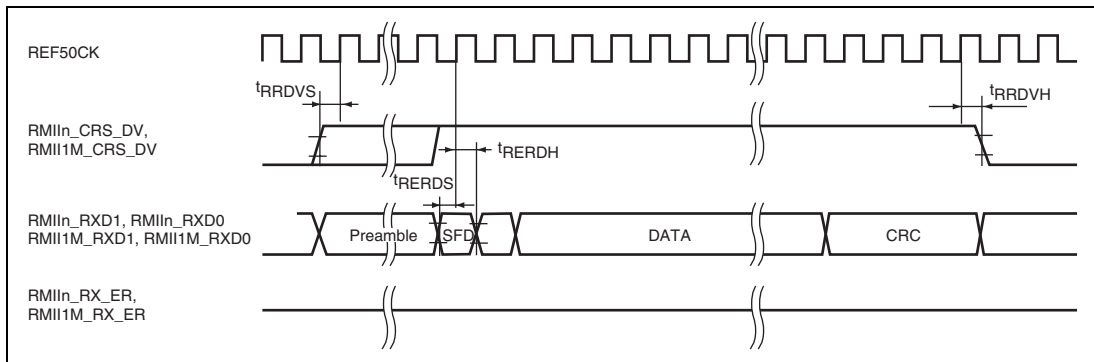 REF50CK
tRRDVS
tRRDVH
RMIIn_CRS_DV,
RMII1M_CRS_DV
tRERDH
tRERDS
RMIIn_RXD1, RMIIn_RXD0
RMII1M_RXD1, RMII1M_RXD0
Preamble
SFD
DATA
CRC
RMIIn_RX_ER,
RMII1M_RX_ER